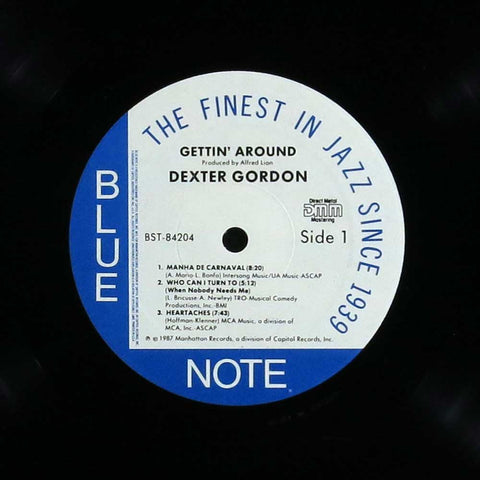 THE FINEST IN JAZZ SINCE 1939
GETTIN' AROUND
Produced by Alfred Lion
DEXTER GORDON
BLUE
Direct Metal
DMM
Mastering
BST-84204
Side 1
1. MANHA DE CARNAVAL (8:20)
(A. Mario-L. Bonfa) Intersong Music/UA Music-ASCAP
2. WHO CAN I TURN TO (5:12)
(When Nobody Needs Me)
(L. Bricusse-A. Newley) TRO-Musical Comedy
Productions, Inc.-BMI
3. HEARTACHES (7:43)
(Hoffman-Klenner) MCA Music, a division of
MCA, Inc.-ASCAP
℗ © 1987 Manhattan Records, a division of Capitol Records, Inc.
NOTE